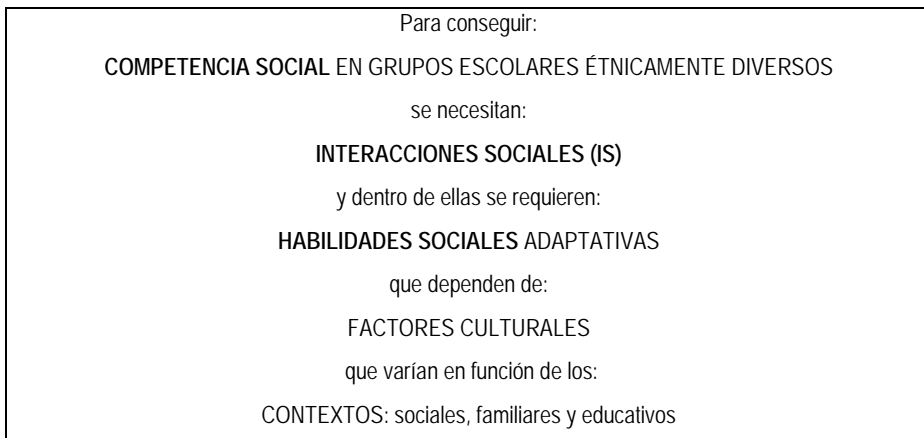 Para conseguir:
COMPETENCIA SOCIAL EN GRUPOS ESCOLARES ÉTNICAMENTE DIVERSOS
se necesitan:
INTERACCIONES SOCIALES (IS)
y dentro de ellas se requieren:
HABILIDADES SOCIALES ADAPTATIVAS
que dependen de:
FACTORES CULTURALES
que varían en función de los:
CONTEXTOS: sociales, familiares y educativos